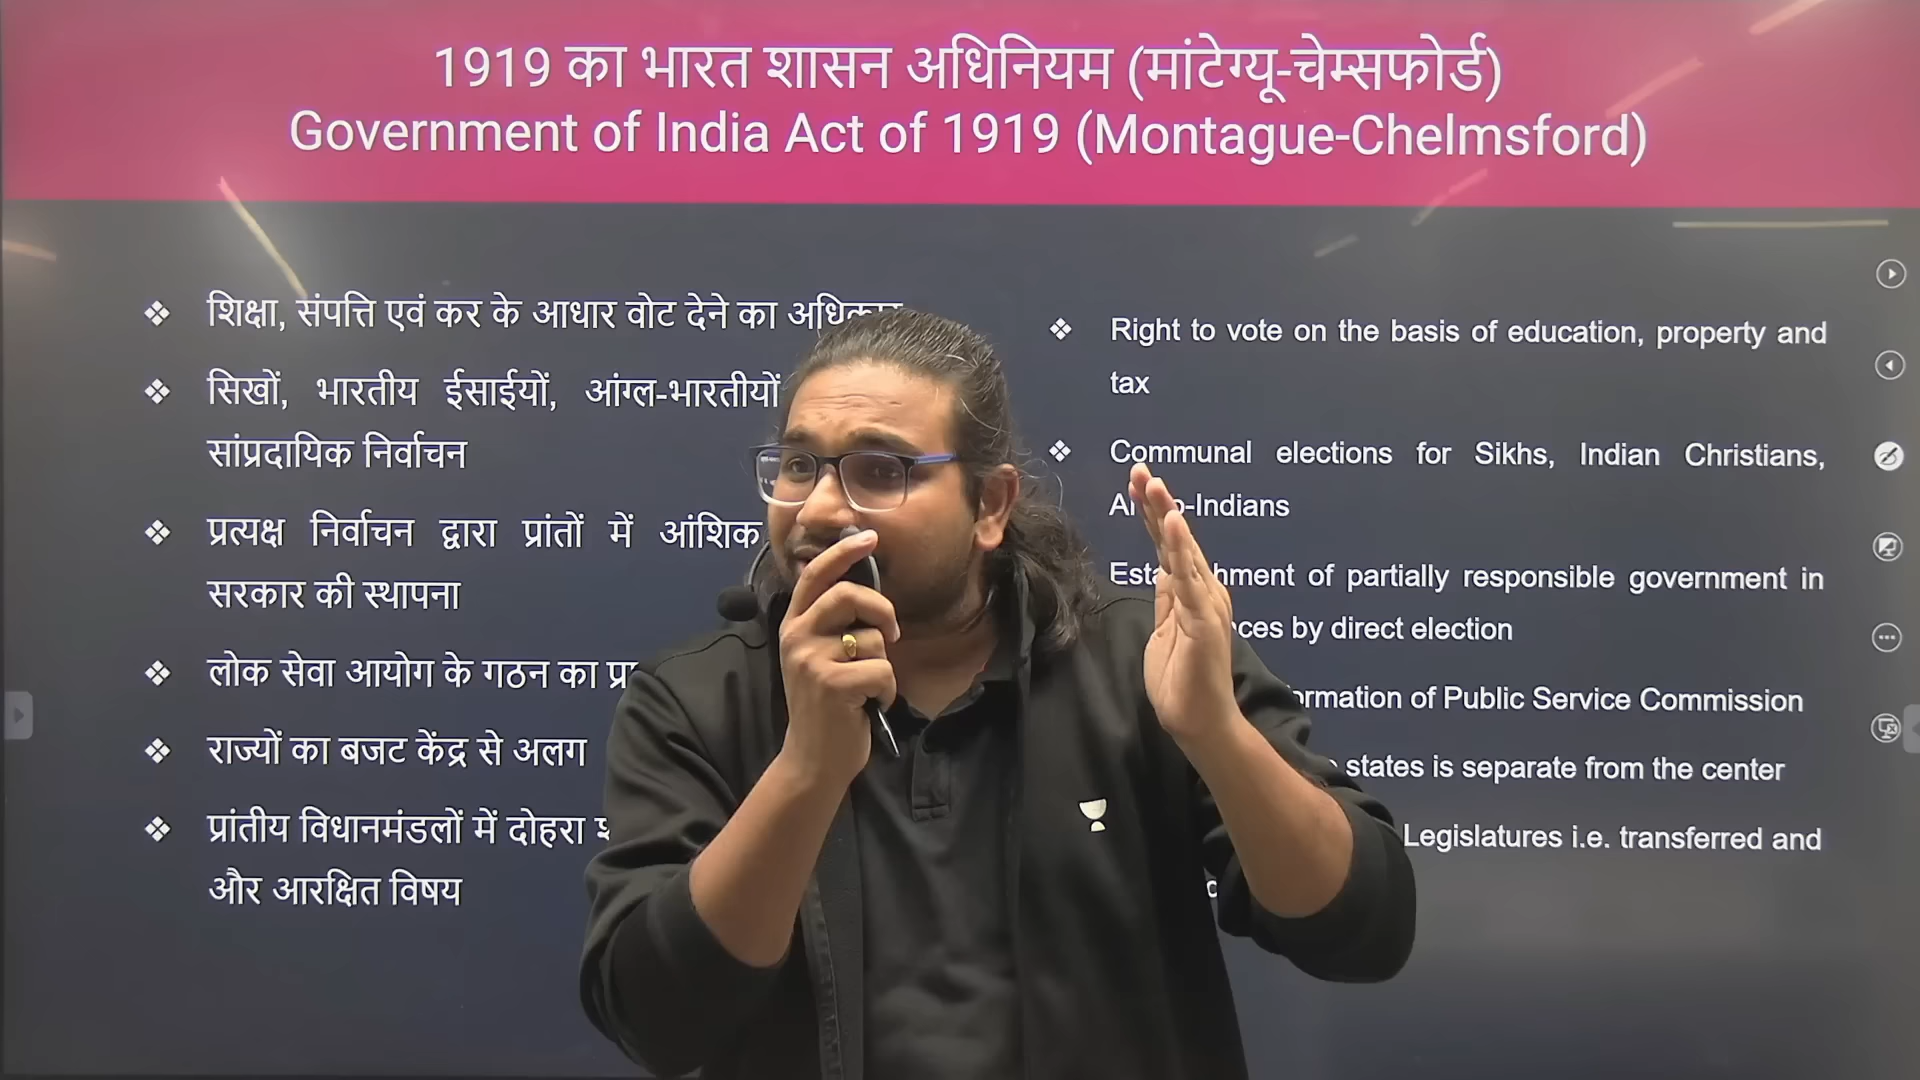 1919 का भारत शासन अधिनियम (मांटेग्यू-चेम्सफोर्ड)
Government of India Act of 1919 (Montague-Chelmsford)
❖ शिक्षा, संपत्ति एवं कर के आधार वोट देने का
❖ सिखों, भारतीय ईसाईयों, आंग्ल-भारतीयों
सांप्रदायिक निर्वाचन
❖ प्रत्यक्ष निर्वाचन द्वारा प्रांतों में आंशिक
सरकार की स्थापना
❖ लोक सेवा आयोग के गठन का
❖ राज्यों का बजट केंद्र से अलग
❖ प्रांतीय विधानमंडलों में दोहरा
और आरक्षित विषय
❖ Right to vote on the basis of education, property and
tax
❖ Communal elections for Sikhs, Indian Christians,
-Indians
of partially responsible government in
by direct election
of Public Service Commission
states is separate from the center
Legislatures i.e. transferred and